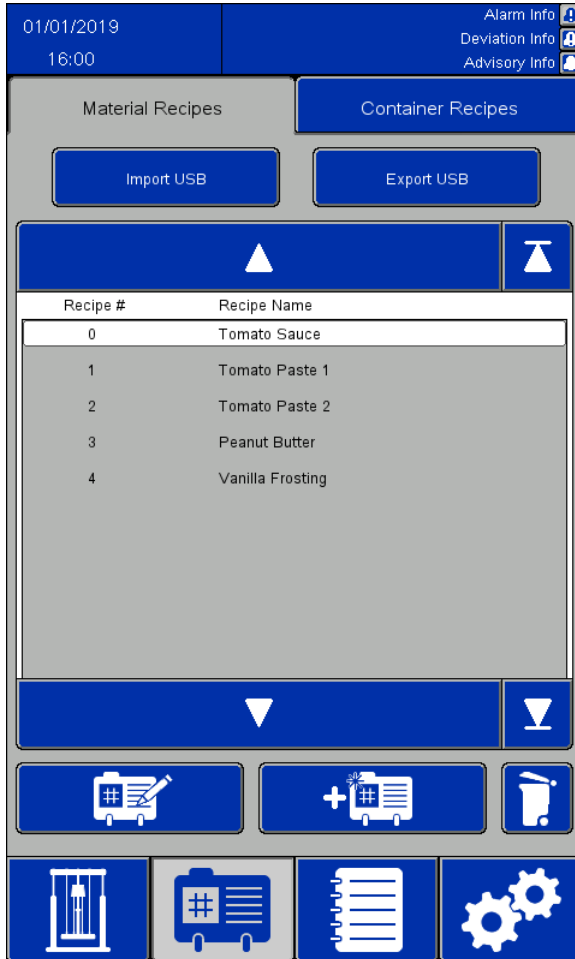 01/01/2019
16:00
Alarm Info
Deviation Info
Advisory Info
Material Recipes
Container Recipes
Import USB
Export USB
Recipe # Recipe Name
0 Tomato Sauce
1 Tomato Paste 1
2 Tomato Paste 2
3 Peanut Butter
4 Vanilla Frosting
#
+ #
#